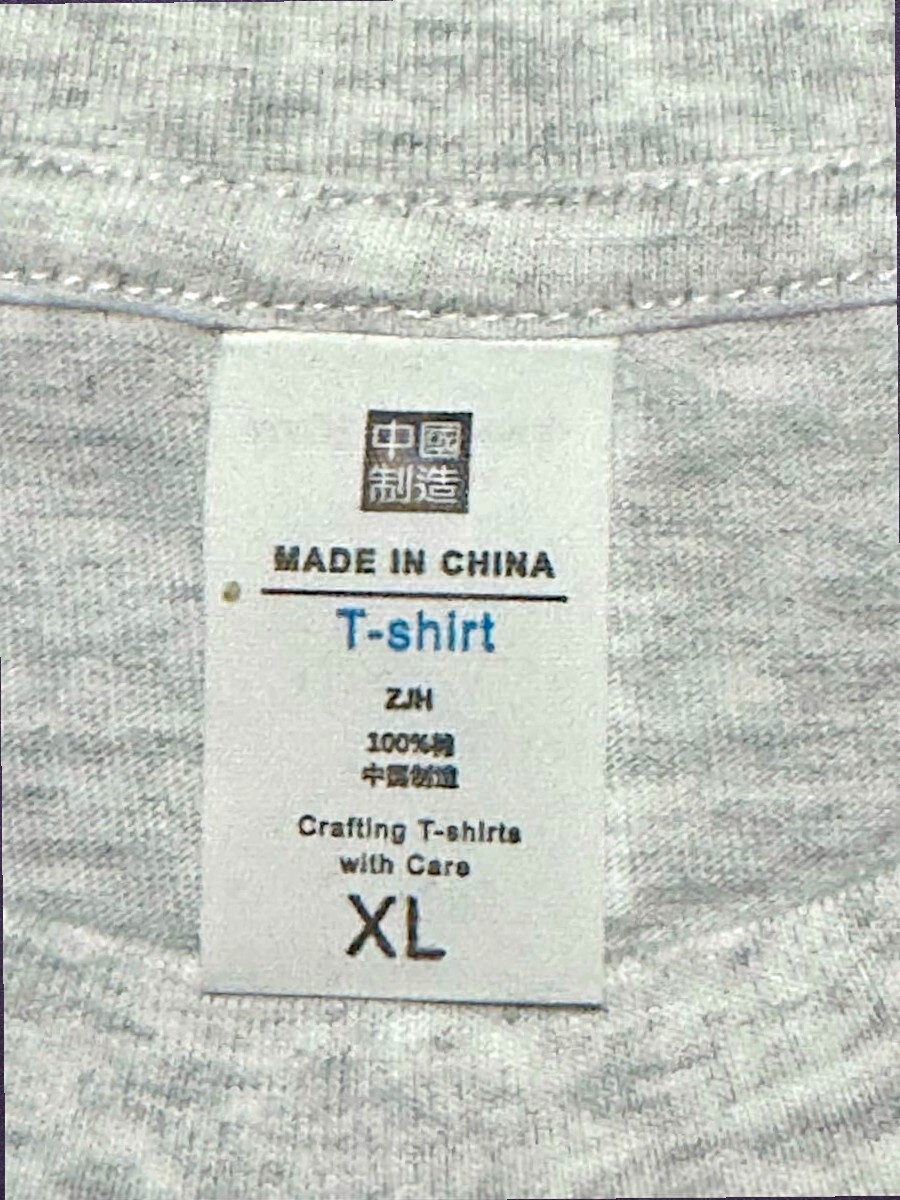 中國
制造
MADE IN CHINA
T-shirt
ZJH
100%棉
中国制造
Crafting T-shirts
with Care
XL